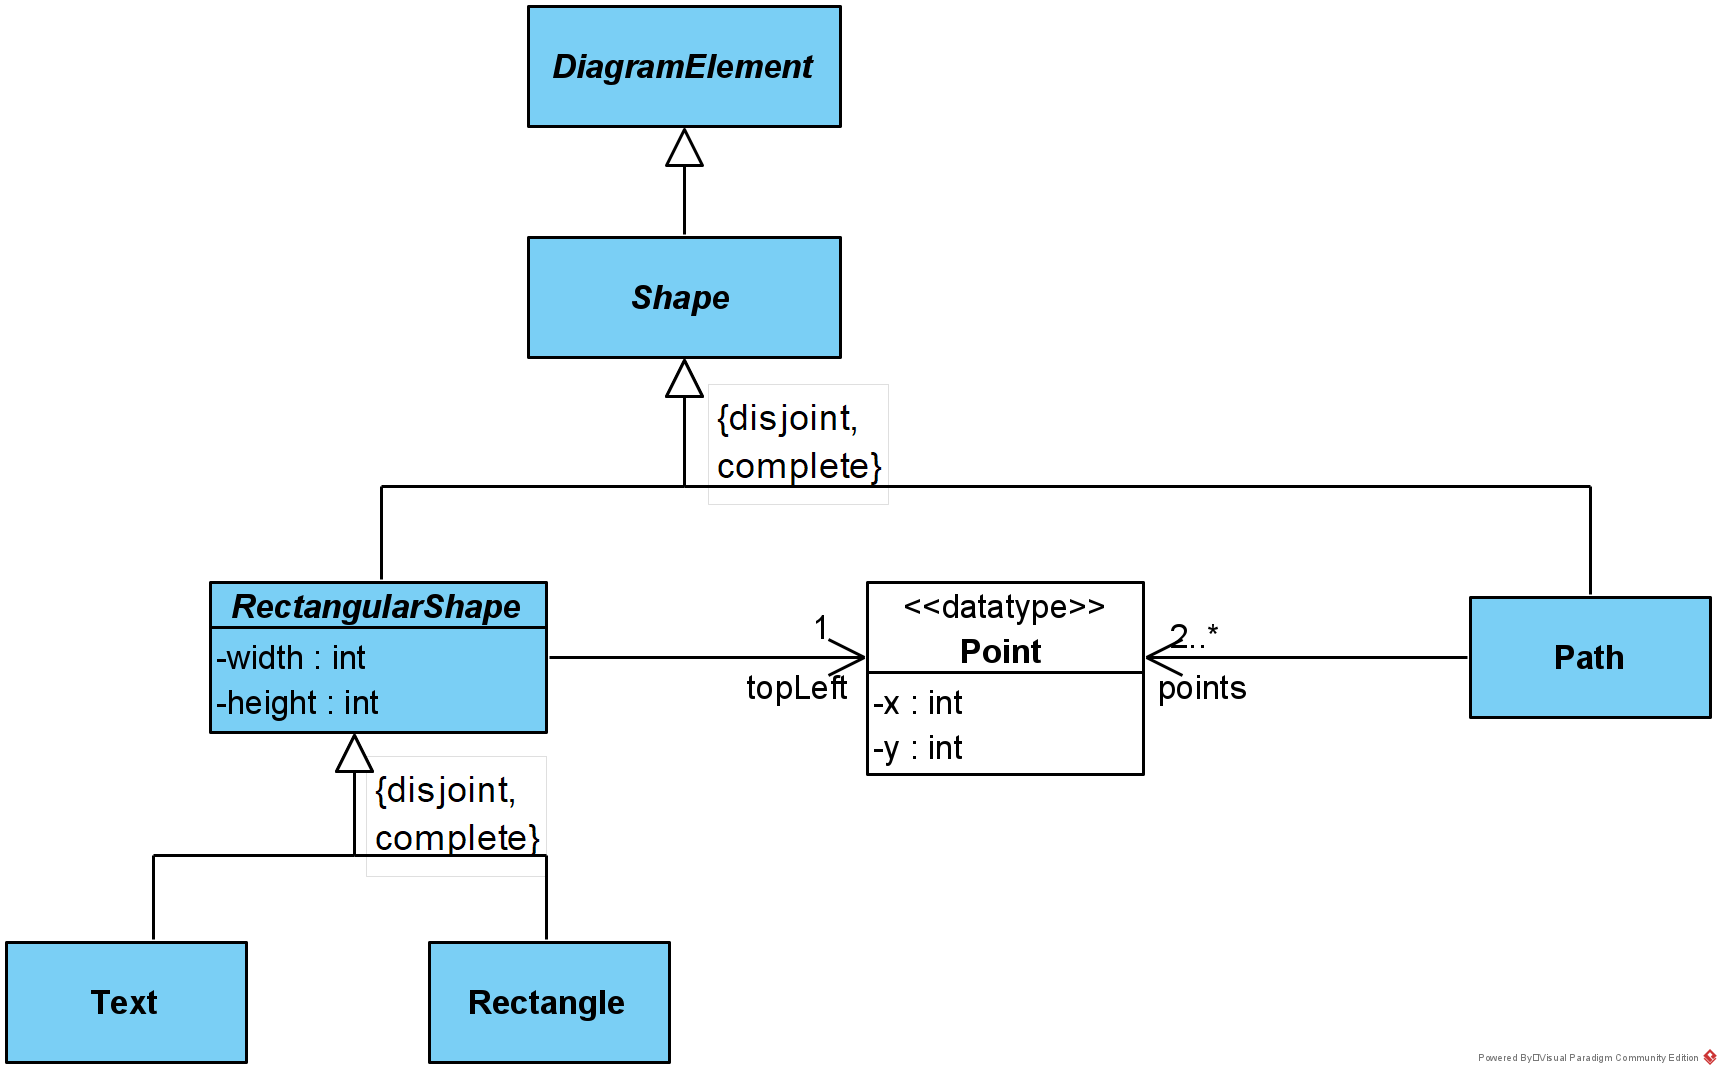 DiagramElement
Shape
{disjoint,
complete}
RectangularShape
-width : int
-height : int
1
topLeft
<<datatype>>
Point
-x : int
-y : int
2..*
points
Path
{disjoint,
complete}
Text
Rectangle
Powered By□Visual Paradigm Community Edition